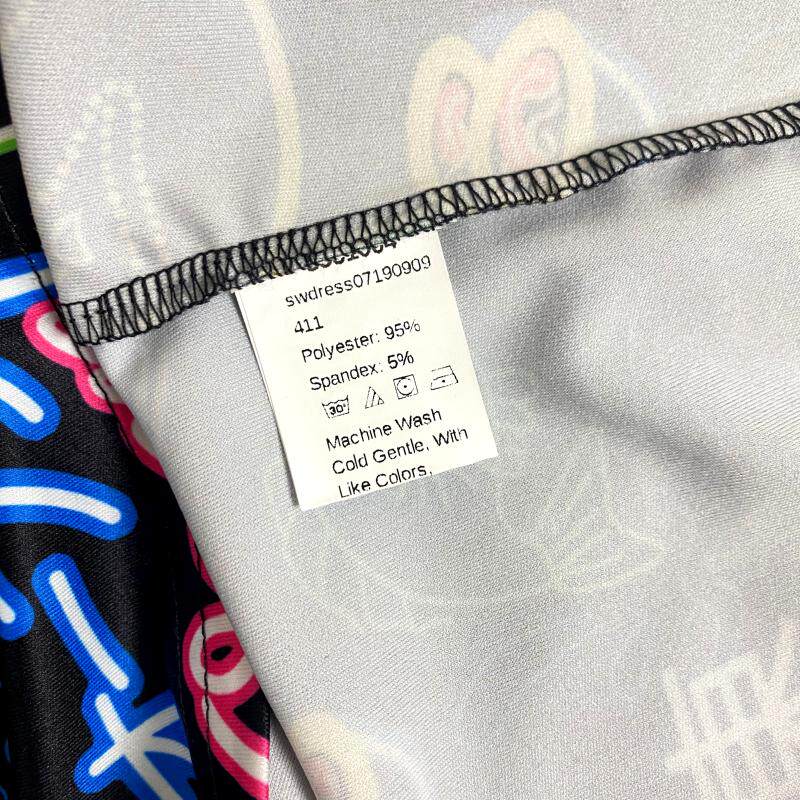 swdress07190909
411
Polyester: 95%
Spandex: 5%
30°
Machine Wash
Cold Gentle, With
Like Colors,